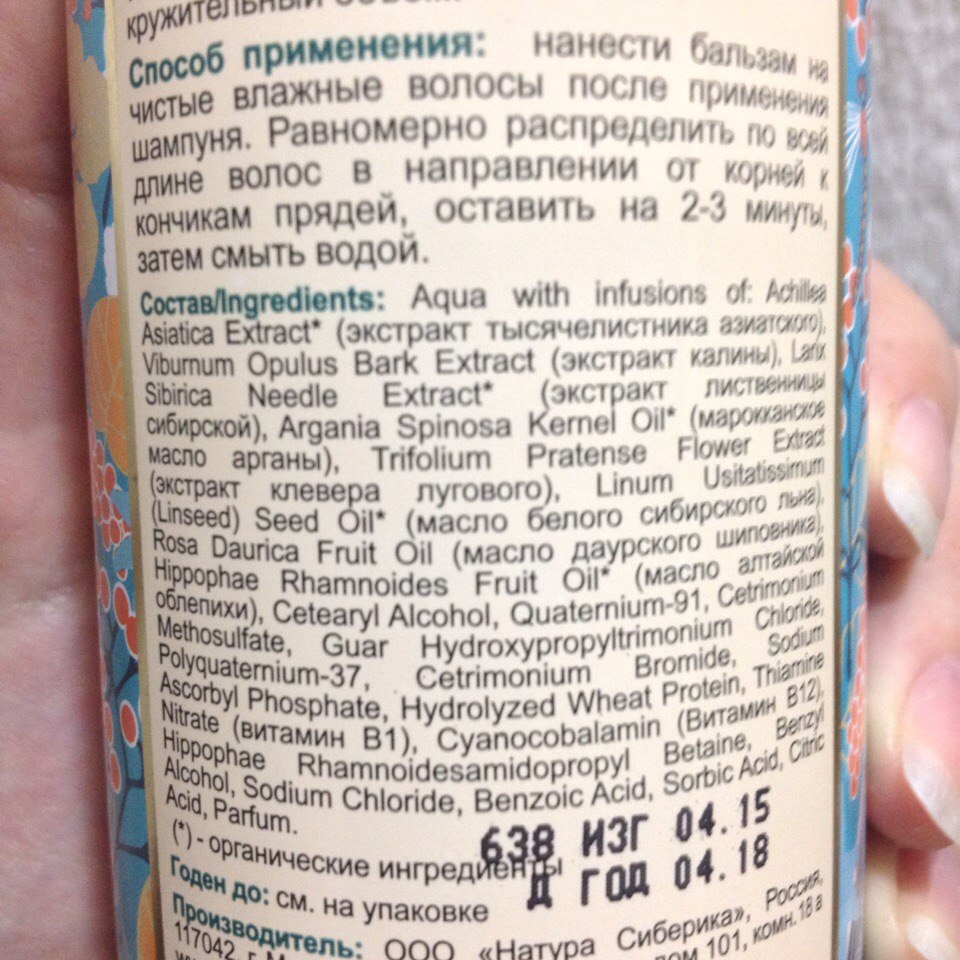 кружительный объём.
Способ применения: нанести бальзам на
чистые влажные волосы после применения
шампуня. Равномерно распределить по всей
длине волос в направлении от корней к
кончикам прядей, оставить на 2-3 минуты,
затем смыть водой.
Состав/Ingredients: Aqua with infusions of: Achillea
Asiatica Extract* (экстракт тысячелистника азиатского),
Viburnum Opulus Bark Extract (экстракт калины), Larix
Sibirica Needle Extract* (экстракт лиственницы
сибирской), Argania Spinosa Kernel Oil* (марокканское
масло арганы), Trifolium Pratense Flower Extract
(экстракт клевера лугового), Linum Usitatissimum
(Linseed) Seed Oil* (масло белого сибирского льна),
Rosa Daurica Fruit Oil (масло даурского шиповника),
Hippophae Rhamnoides Fruit Oil* (масло алтайской
облепихи), Cetearyl Alcohol, Quaternium-91, Cetrimonium
Methosulfate, Guar Hydroxypropyltrimonium Chloride,
Polyquaternium-37, Cetrimonium Bromide, Sodium
Ascorbyl Phosphate, Hydrolyzed Wheat Protein, Thiamine
Nitrate (витамин B1), Cyanocobalamin (Витамин B12),
Hippophae Rhamnoidesamidopropyl Betaine, Benzyl
Alcohol, Sodium Chloride, Benzoic Acid, Sorbic Acid, Citric
Acid, Parfum.
(*) - органические ингредиенты
638 ИЗГ 04.15
Д ГОД 04.18
Годен до: см. на упаковке
Производитель: ООО «Натура Сиберика», Россия,
117042, г. дом 101, комн. 18 а